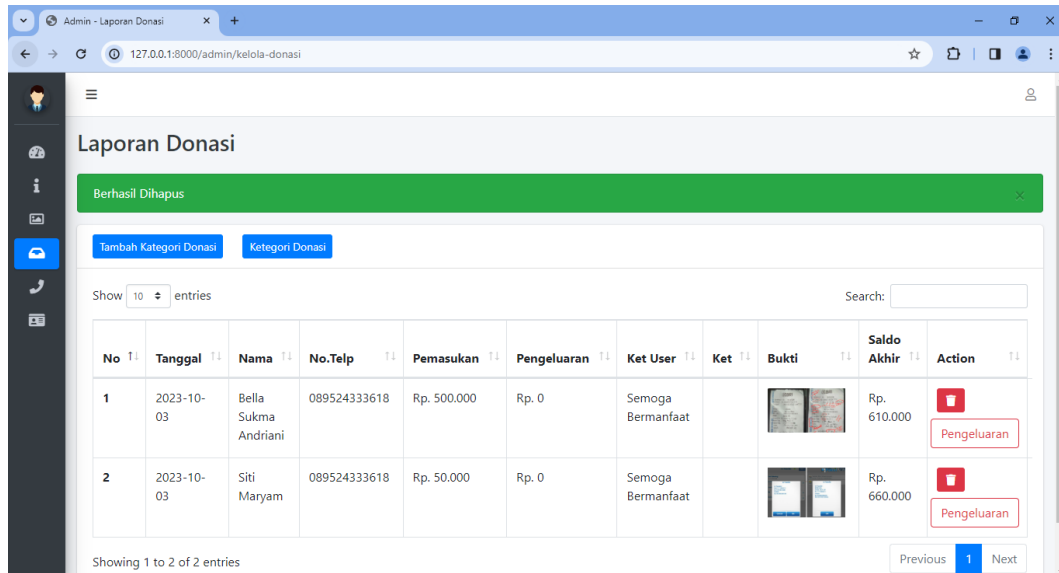 Admin - Laporan Donasi
127.0.0.1:8000/admin/kelola-donasi
Laporan Donasi
Berhasil Dihapus
Tambah Kategori Donasi Ketegori Donasi
Show 10 entries Search:
No Tanggal Nama No.Telp Pemasukan Pengeluaran Ket User Ket Bukti Saldo Akhir Action
1 2023-10-03 Bella Sukma Andriani 089524333618 Rp. 500.000 Rp. 0 Semoga Bermanfaat Rp. 610.000 Pengeluaran
2 2023-10-03 Siti Maryam 089524333618 Rp. 50.000 Rp. 0 Semoga Bermanfaat Rp. 660.000 Pengeluaran
Showing 1 to 2 of 2 entries Previous 1 Next